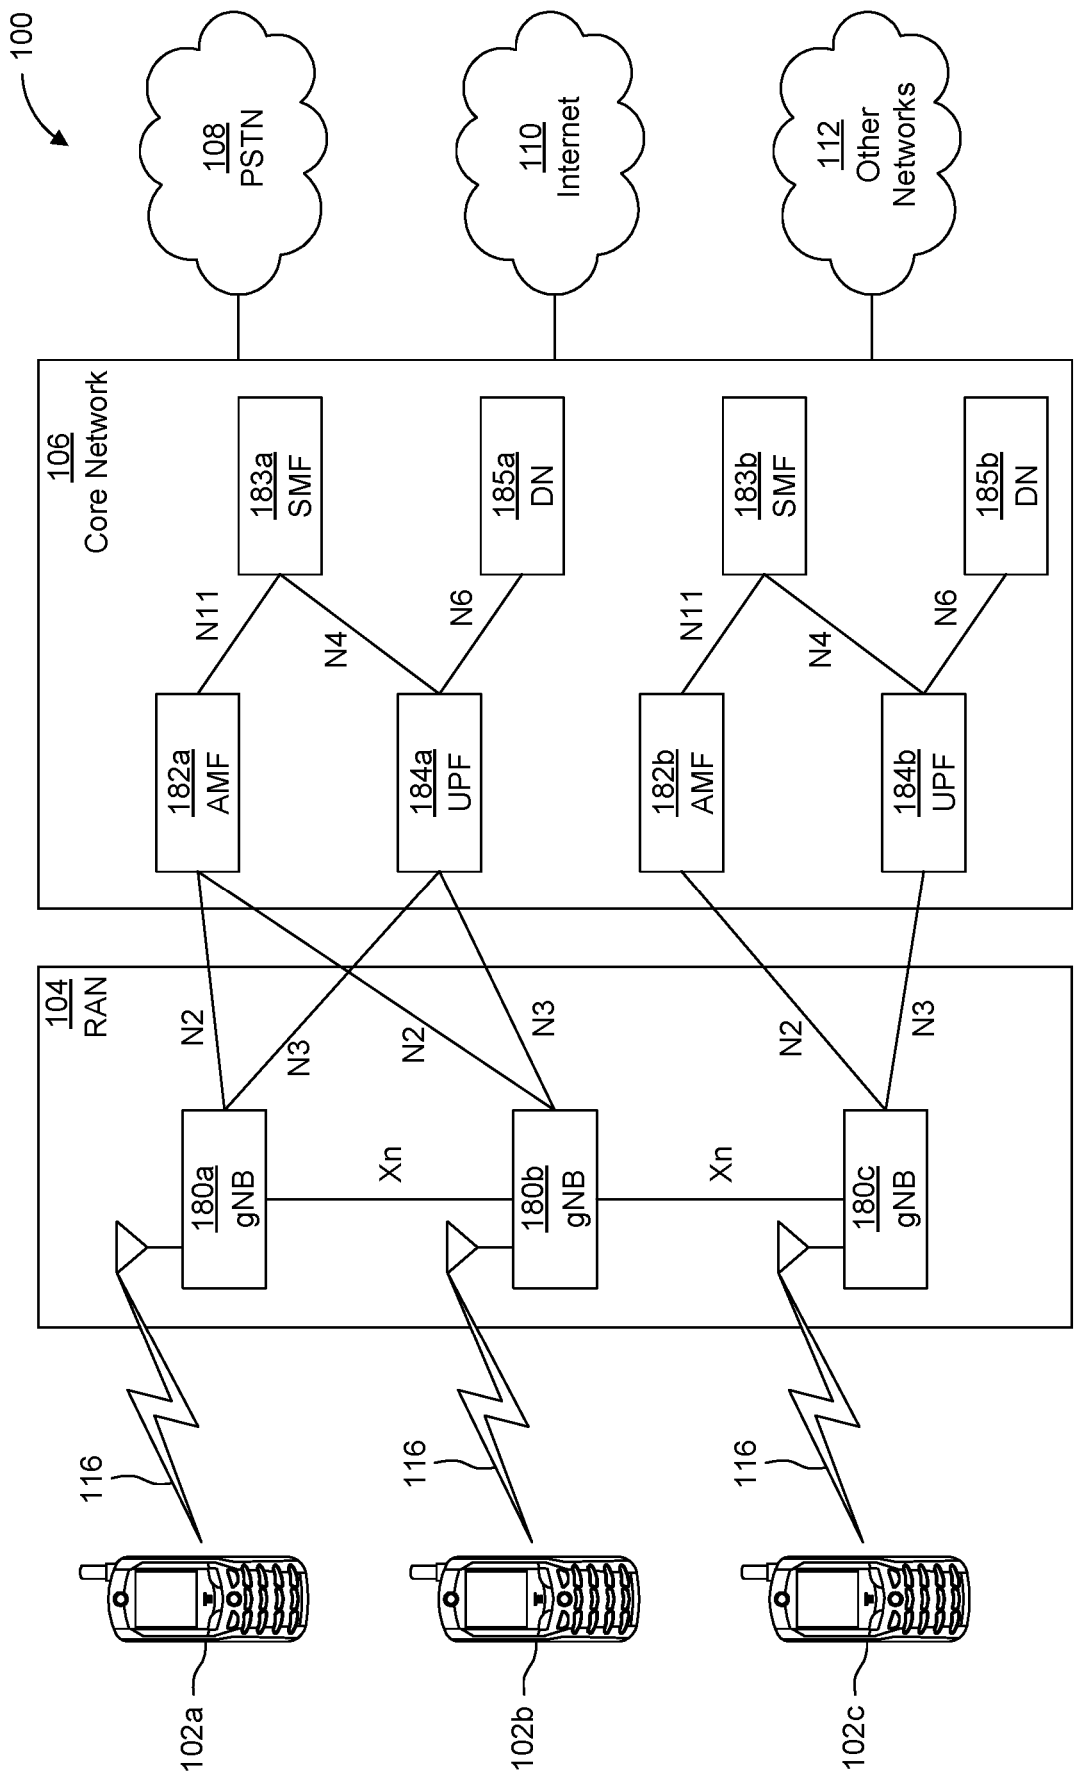 100
108
PSTN
110
Internet
112
Other
Networks
106
Core Network
183a
SMF
185a
DN
183b
SMF
185b
DN
N11
N4
N6
N11
N4
N6
182a
AMF
184a
UPF
182b
AMF
184b
UPF
104
RAN
N2
N3
N2
N3
N2
N3
180a
gNB
Xn
180b
gNB
Xn
180c
gNB
116
116
116
102a
102b
102c